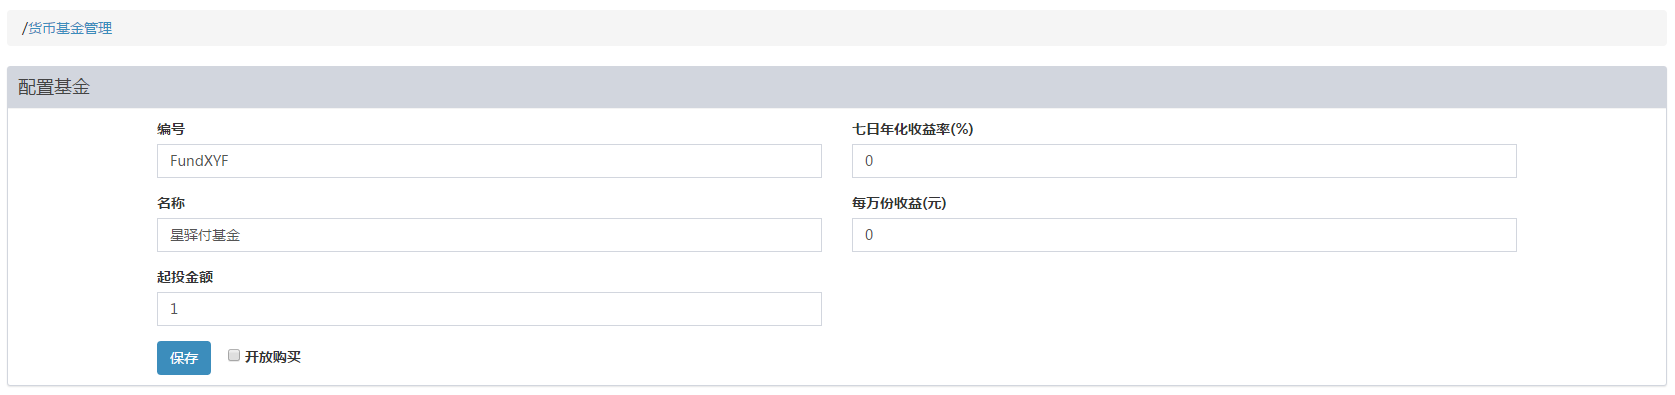 /货币基金管理
配置基金
编号
七日年化收益率(%)
FundXYF
0
名称
每万份收益(元)
星驿付基金
0
起投金额
1
保存
开放购买